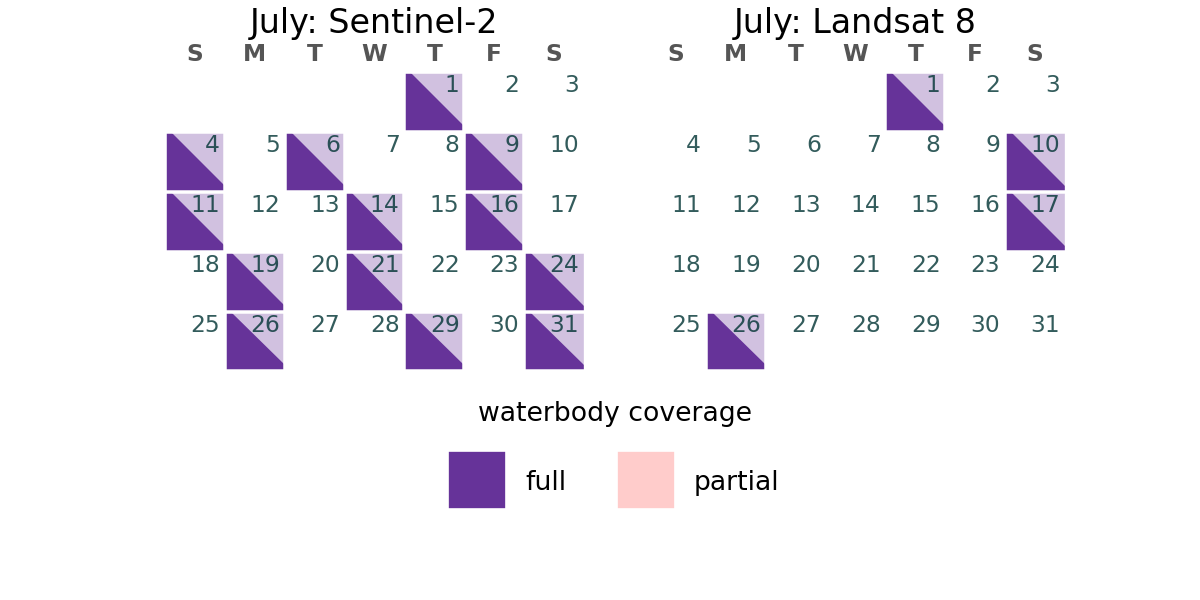 July: Sentinel-2
S M T W T F S
1 2 3
4 5 6 7 8 9 10
11 12 13 14 15 16 17
18 19 20 21 22 23 24
25 26 27 28 29 30 31
July: Landsat 8
S M T W T F S
1 2 3
4 5 6 7 8 9 10
11 12 13 14 15 16 17
18 19 20 21 22 23 24
25 26 27 28 29 30 31
waterbody coverage
full partial